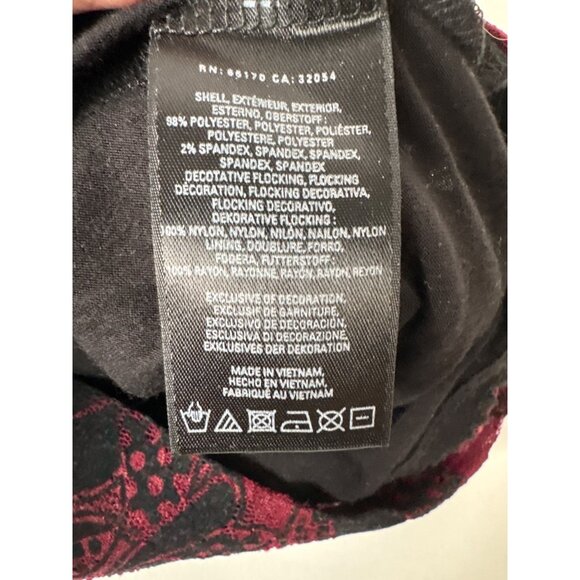 RN: 66170 CA: 32054
SHELL, EXTÉRIEUR, EXTERIOR,
ESTERNO, OBERSTOFF :
98% POLYESTER, POLYESTER, POLIÉSTER,
POLYESTERE, POLYESTER
2% SPANDEX, SPANDEX, SPANDEX,
SPANDEX, SPANDEX
DECOTATIVE FLOCKING, FLOCKING
DÉCORATION, FLOCKING DECORATIVA,
FLOCKING DECORATIVO,
DEKORATIVE FLOCKING :
100% NYLON, NYLON, NILÓN, NAILON, NYLON
LINING, DOUBLURE, FORRO,
FODERA, FUTTERSTOFF :
100% RAYON, RAYONNE, RAYÓN, RAYON, REYON
EXCLUSIVE OF DECORATION,
EXCLUSIF DE GARNITURE,
EXCLUSIVO DE DECORACIÓN,
ESCLUSIVA DI DECORAZIONE,
EXKLUSIVES DER DEKORATION
MADE IN VIETNAM,
HECHO EN VIETNAM,
FABRIQUÉ AU VIETNAM